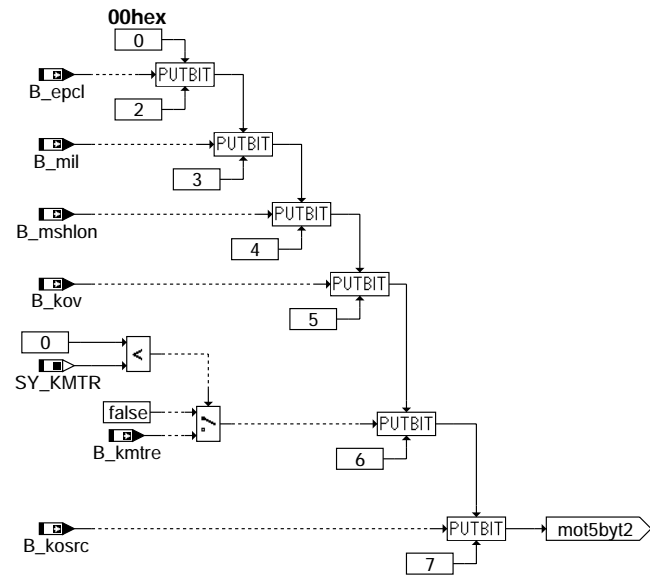 00hex
0
PUTBIT
B_epcl
2
PUTBIT
B_mil
3
PUTBIT
B_mshlon
4
PUTBIT
B_kov
5
0
<
SY_KMTR
false
PUTBIT
B_kmtre
6
PUTBIT
mot5byt2
B_kosrc
7